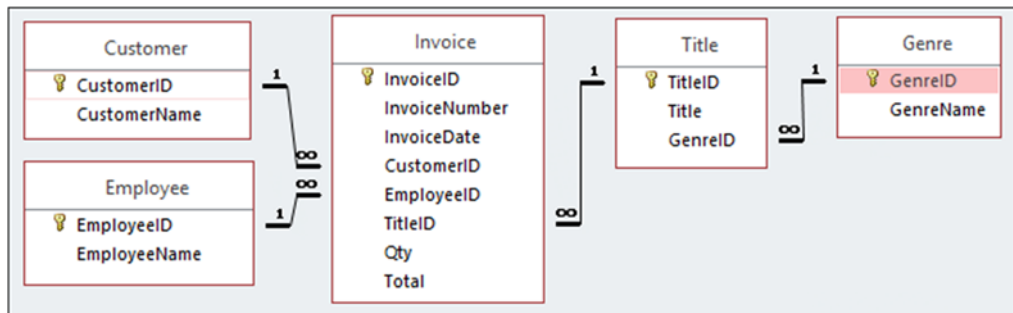 Customer
CustomerID
CustomerName
Employee
EmployeeID
EmployeeName
Invoice
InvoiceID
InvoiceNumber
InvoiceDate
CustomerID
EmployeeID
TitleID
Qty
Total
Title
TitleID
Title
GenreID
Genre
GenreID
GenreName
1
∞
∞
1
1
∞
1
∞